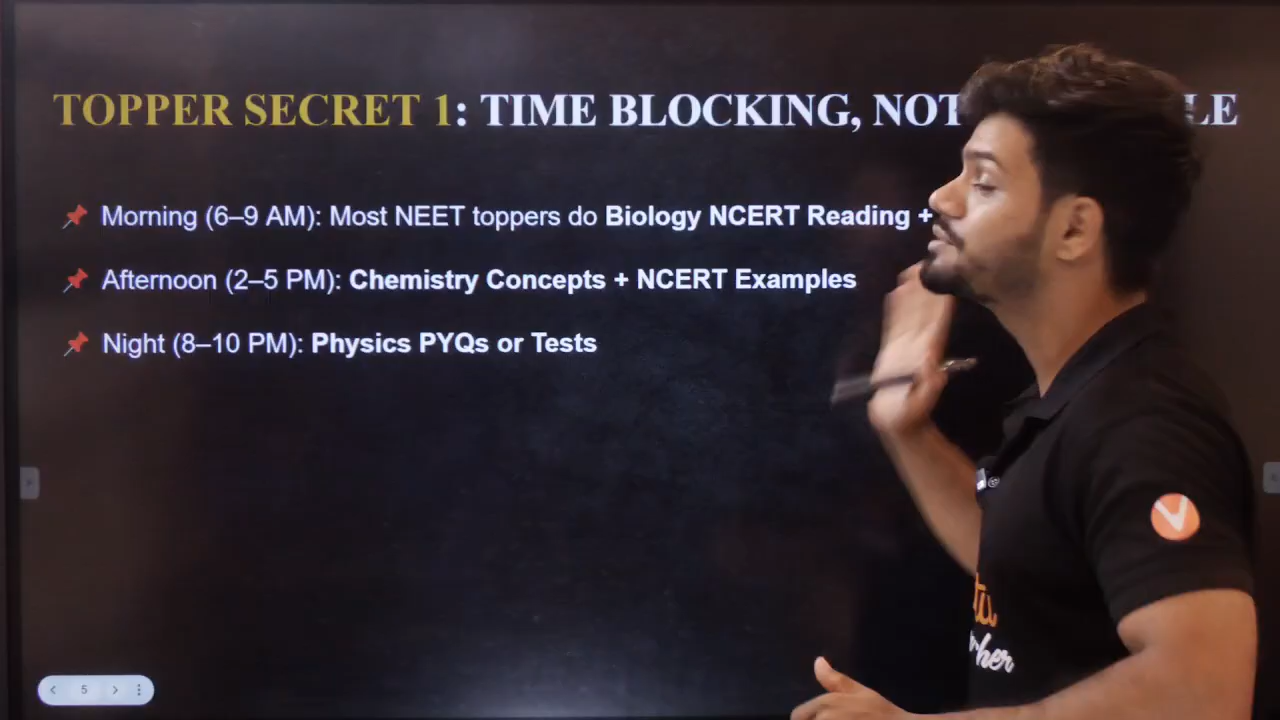 TOPPER SECRET 1: TIME BLOCKING, NOT
📌 Morning (6–9 AM): Most NEET toppers do Biology NCERT Reading +
📌 Afternoon (2–5 PM): Chemistry Concepts + NCERT Examples
📌 Night (8–10 PM): Physics PYQs or Tests
5
V